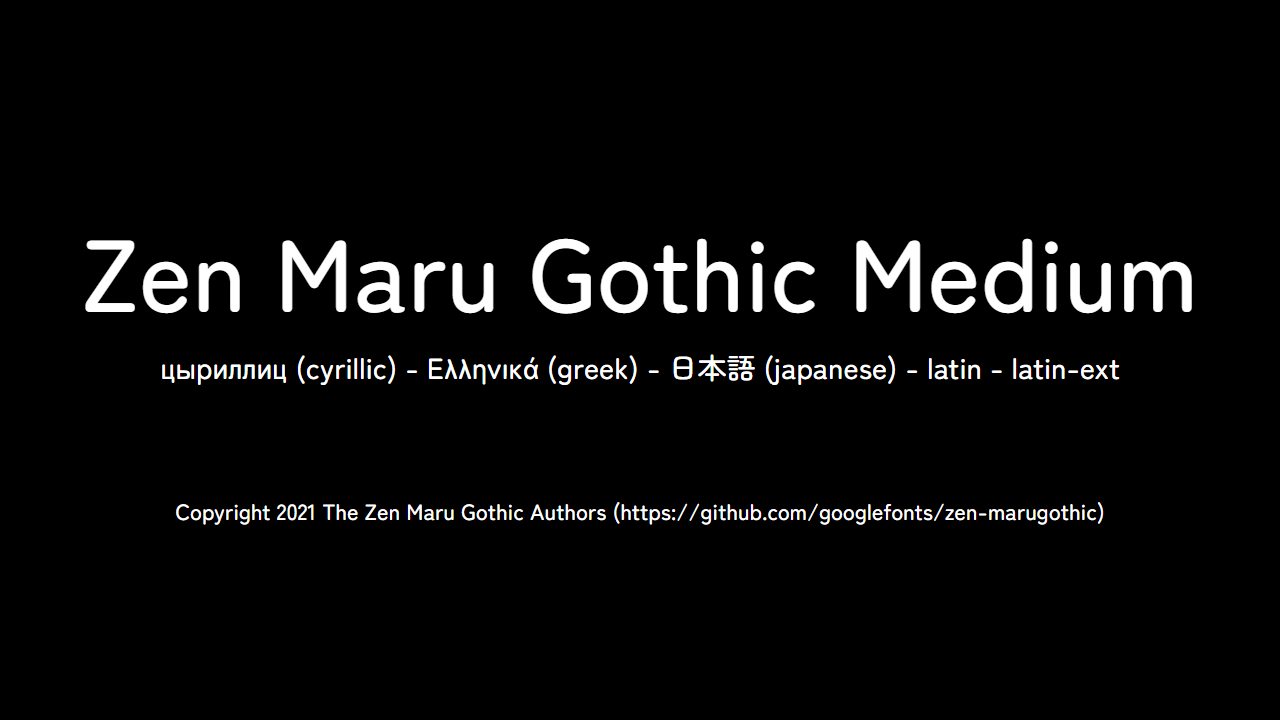 Zen Maru Gothic Medium
цыриллиц (cyrillic) - Ελληνικά (greek) - 日本語 (japanese) - latin - latin-ext
Copyright 2021 The Zen Maru Gothic Authors (https://github.com/googlefonts/zen-marugothic)